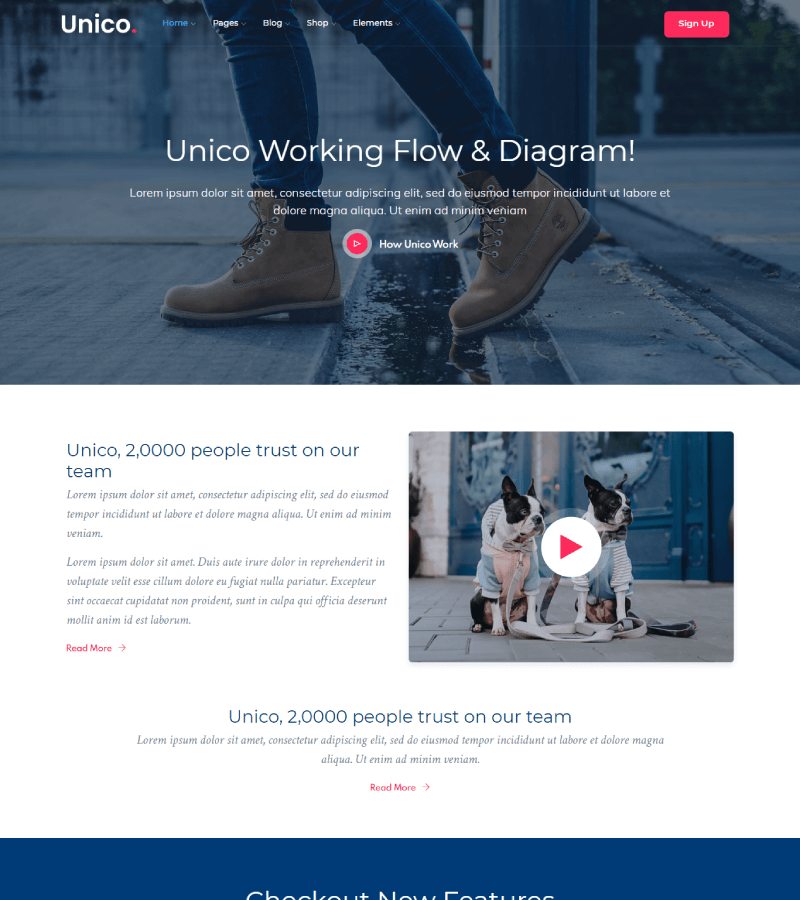 Unico.
Home Pages Blog Shop Elements
Sign Up
Unico Working Flow & Diagram!
Lorem ipsum dolor sit amet, consectetur adipiscing elit, sed do eiusmod tempor incididunt ut labore et
dolore magna aliqua. Ut enim ad minim veniam
How Unico Work
Unico, 2,0000 people trust on our
team
Lorem ipsum dolor sit amet, consectetur adipiscing elit, sed do eiusmod
tempor incididunt ut labore et dolore magna aliqua. Ut enim ad minim
veniam.
Lorem ipsum dolor sit amet. Duis aute irure dolor in reprehenderit in
voluptate velit esse cillum dolore eu fugiat nulla pariatur. Excepteur
sint occaecat cupidatat non proident, sunt in culpa qui officia deserunt
mollit anim id est laborum.
Read More
Unico, 2,0000 people trust on our team
Lorem ipsum dolor sit amet, consectetur adipiscing elit, sed do eiusmod tempor incididunt ut labore et dolore magna
aliqua. Ut enim ad minim veniam.
Read More
Checkout New Features